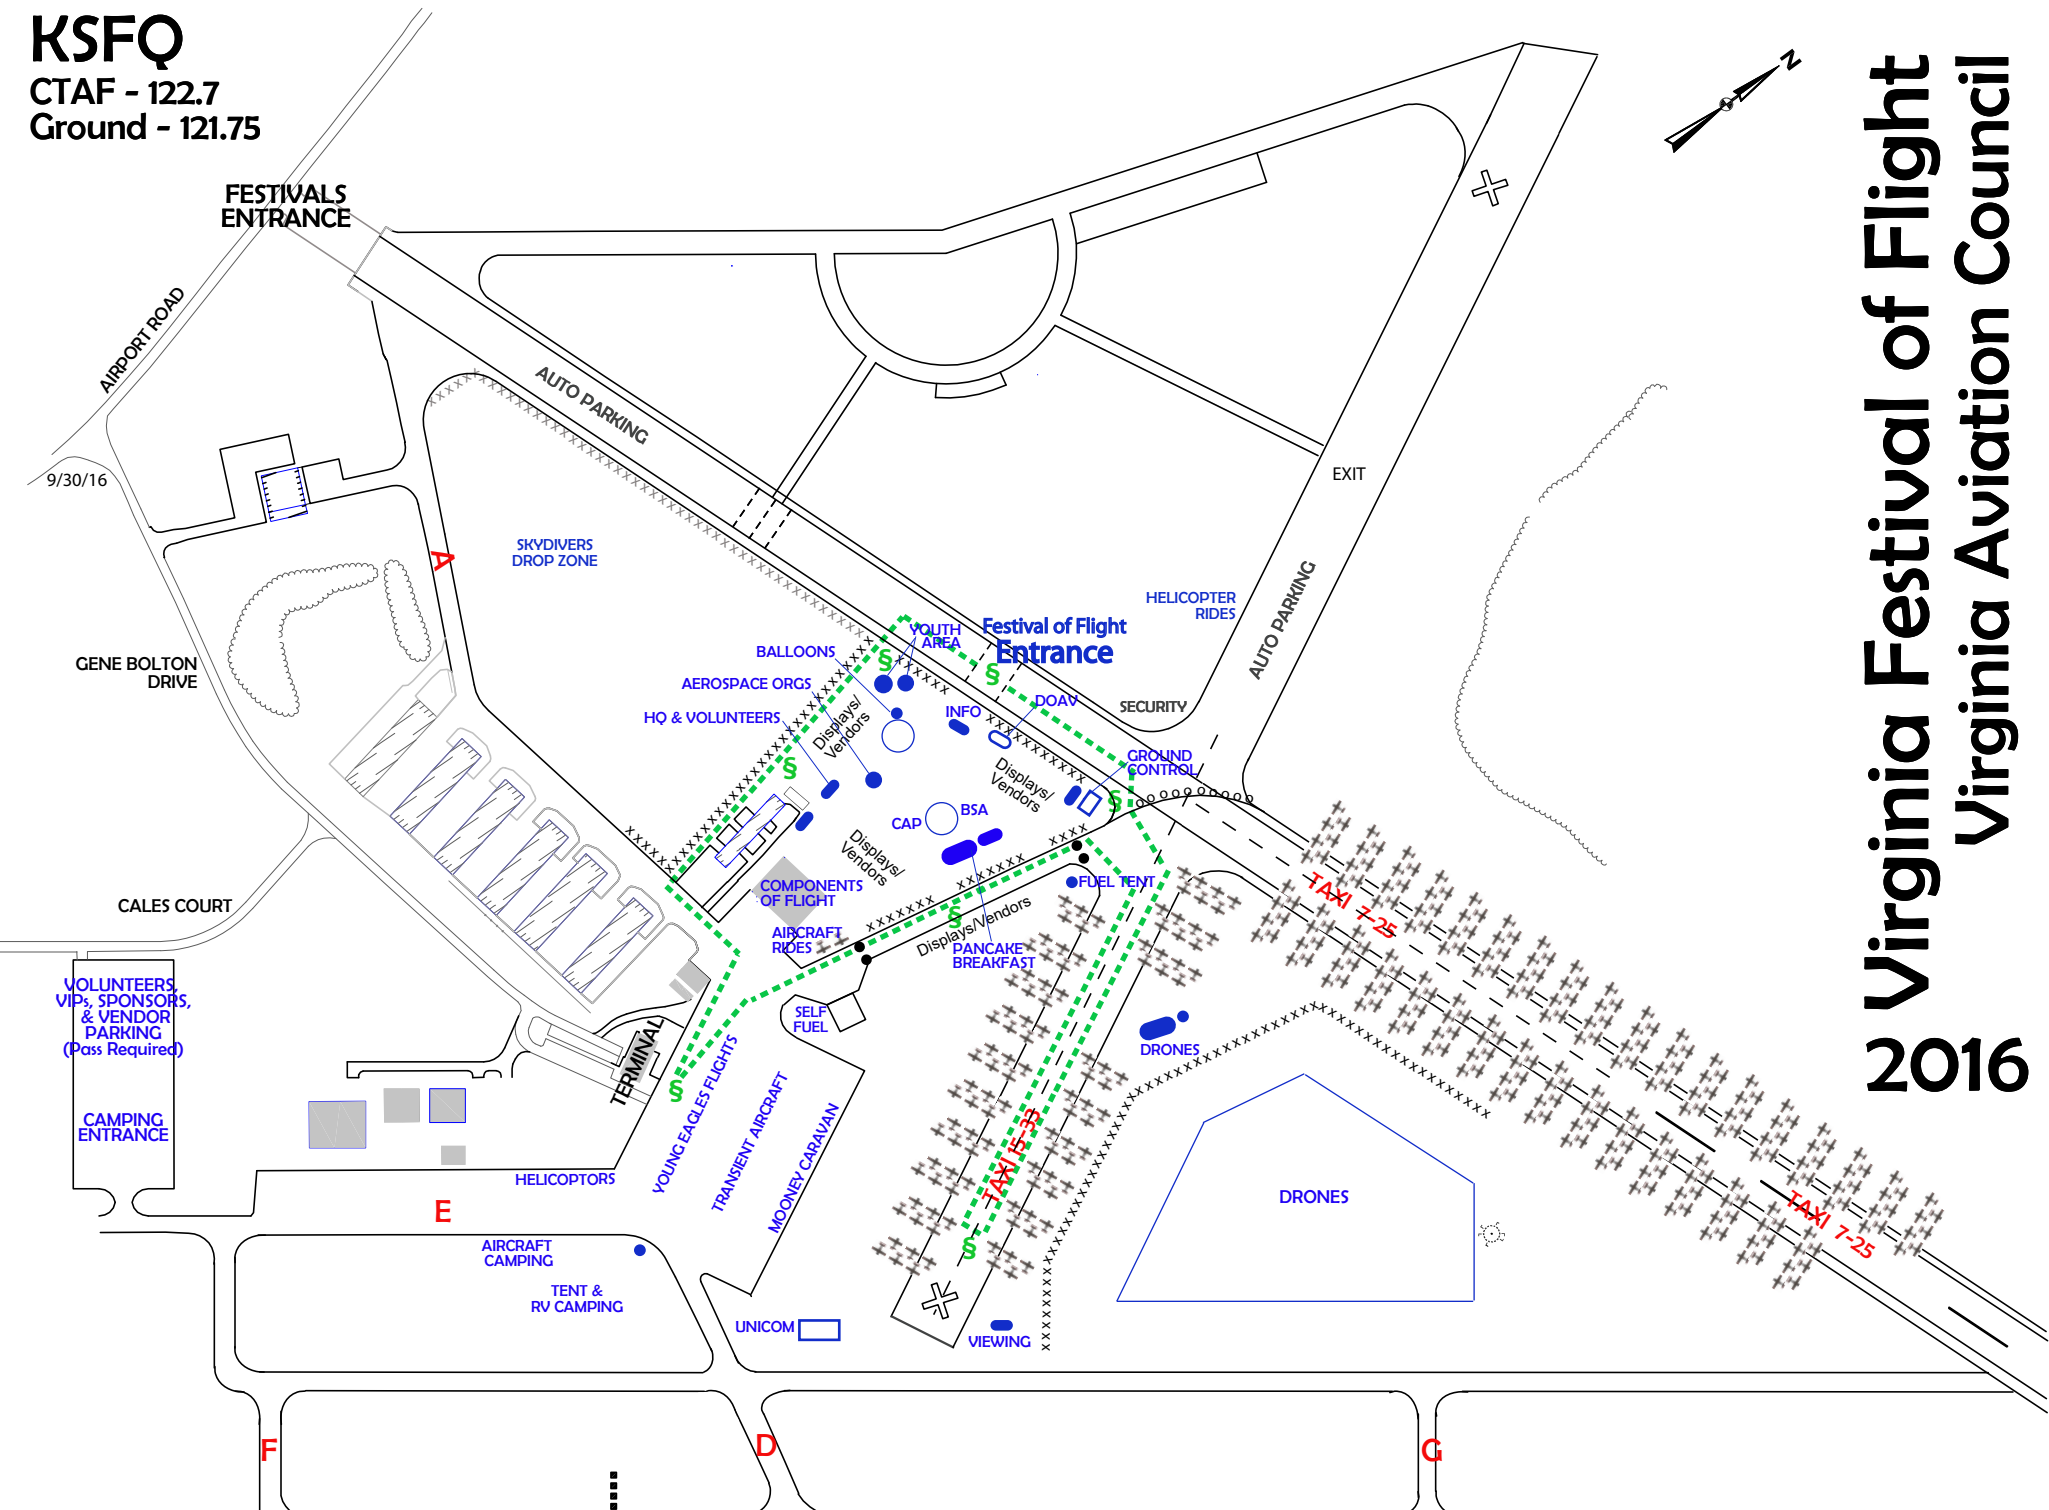 KSFQ
CTAF - 122.7
Ground - 121.75
N
Virginia Festival of Flight
Virginia Aviation Council
2016
FESTIVALS
ENTRANCE
AIRPORT ROAD
9/30/16
AUTO PARKING
EXIT
A
SKYDIVERS
DROP ZONE
HELICOPTER
RIDES
AUTO PARKING
Festival of Flight
Entrance
YOUTH
AREA
BALLOONS
AEROSPACE ORGS
HQ & VOLUNTEERS
GENE BOLTON
DRIVE
Displays/
Vendors
INFO
DOAV
SECURITY
GROUND
CONTROL
Displays/
Vendors
CAP
BSA
Displays/
Vendors
COMPONENTS
OF FLIGHT
FUEL TENT
AIRCRAFT
RIDES
Displays/Vendors
PANCAKE
BREAKFAST
TAXI 7-25
CALES COURT
VOLUNTEERS,
VIPs, SPONSORS,
& VENDOR
PARKING
(Pass Required)
CAMPING
ENTRANCE
SELF
FUEL
TERMINAL
DRONES
YOUNG EAGLES FLIGHTS
TRANSIENT AIRCRAFT
MOONEY CARAVAN
TAXI 15-33
DRONES
TAXI 7-25
HELICOPTORS
E
AIRCRAFT
CAMPING
TENT &
RV CAMPING
UNICOM
VIEWING
F
D
G